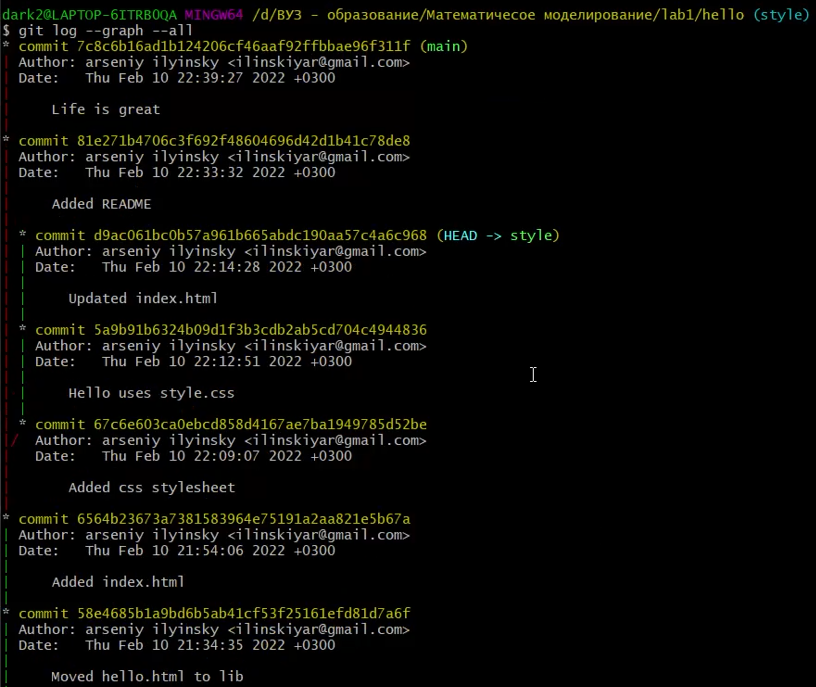 dark2@LAPTOP-6ITRB0QA MINGW64 /d/ВУЗ - образование/Математичесое моделирование/lab1/hello (style)
$ git log --graph --all
* commit 7c8c6b16ad1b124206cf46aaf92ffbbae96f311f (main)
| Author: arseniy ilyinsky <ilinskiyar@gmail.com>
| Date:   Thu Feb 10 22:39:27 2022 +0300
|
|     Life is great
|
* commit 81e271b4706c3f692f48604696d42d1b41c78de8
| Author: arseniy ilyinsky <ilinskiyar@gmail.com>
| Date:   Thu Feb 10 22:33:32 2022 +0300
|
|     Added README
|
| * commit d9ac061bc0b57a961b665abdc190aa57c4a6c968 (HEAD -> style)
| | Author: arseniy ilyinsky <ilinskiyar@gmail.com>
| | Date:   Thu Feb 10 22:14:28 2022 +0300
| |
| |     Updated index.html
| |
| * commit 5a9b91b6324b09d1f3b3cdb2ab5cd704c4944836
| | Author: arseniy ilyinsky <ilinskiyar@gmail.com>
| | Date:   Thu Feb 10 22:12:51 2022 +0300
| |
| |     Hello uses style.css
| |
| * commit 67c6e603ca0ebcd858d4167ae7ba1949785d52be
|/  Author: arseniy ilyinsky <ilinskiyar@gmail.com>
|   Date:   Thu Feb 10 22:09:07 2022 +0300
|
|       Added css stylesheet
|
* commit 6564b23673a7381583964e75191a2aa821e5b67a
| Author: arseniy ilyinsky <ilinskiyar@gmail.com>
| Date:   Thu Feb 10 21:54:06 2022 +0300
|
|     Added index.html
|
* commit 58e4685b1a9bd6b5ab41cf53f25161efd81d7a6f
| Author: arseniy ilyinsky <ilinskiyar@gmail.com>
| Date:   Thu Feb 10 21:34:35 2022 +0300
|
|     Moved hello.html to lib